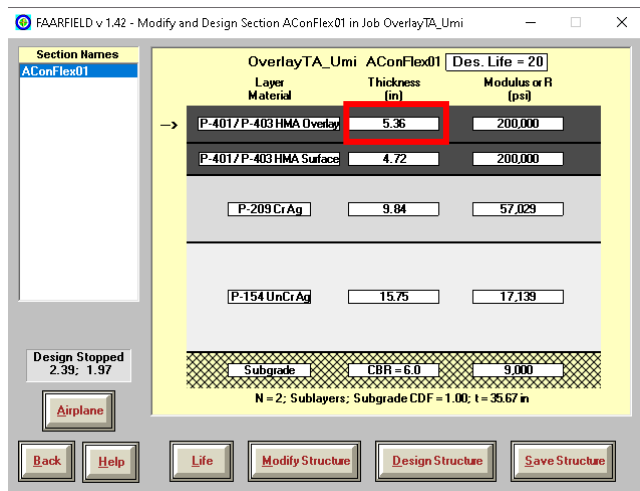 FAARFIELD v 1.42 - Modify and Design Section AConFlex01 in Job OverlayTA_Umi
Section Names
AConFlex01
OverlayTA_Umi AConFlex01 Des. Life = 20
Layer Material Thickness (in) Modulus or R (psi)
--> P-401/ P-403 HMA Overlay 5.36 200,000
P-401/ P-403 HMA Surface 4.72 200,000
P-209 Cr Ag 9.84 57,029
P-154 UnCr Ag 15.75 17,139
Subgrade CBR = 6.0 9,000
N = 2; Sublayers; Subgrade CDF = 1.00; t = 35.67 in
Design Stopped
2.39; 1.97
Airplane
Back Help Life Modify Structure Design Structure Save Structure